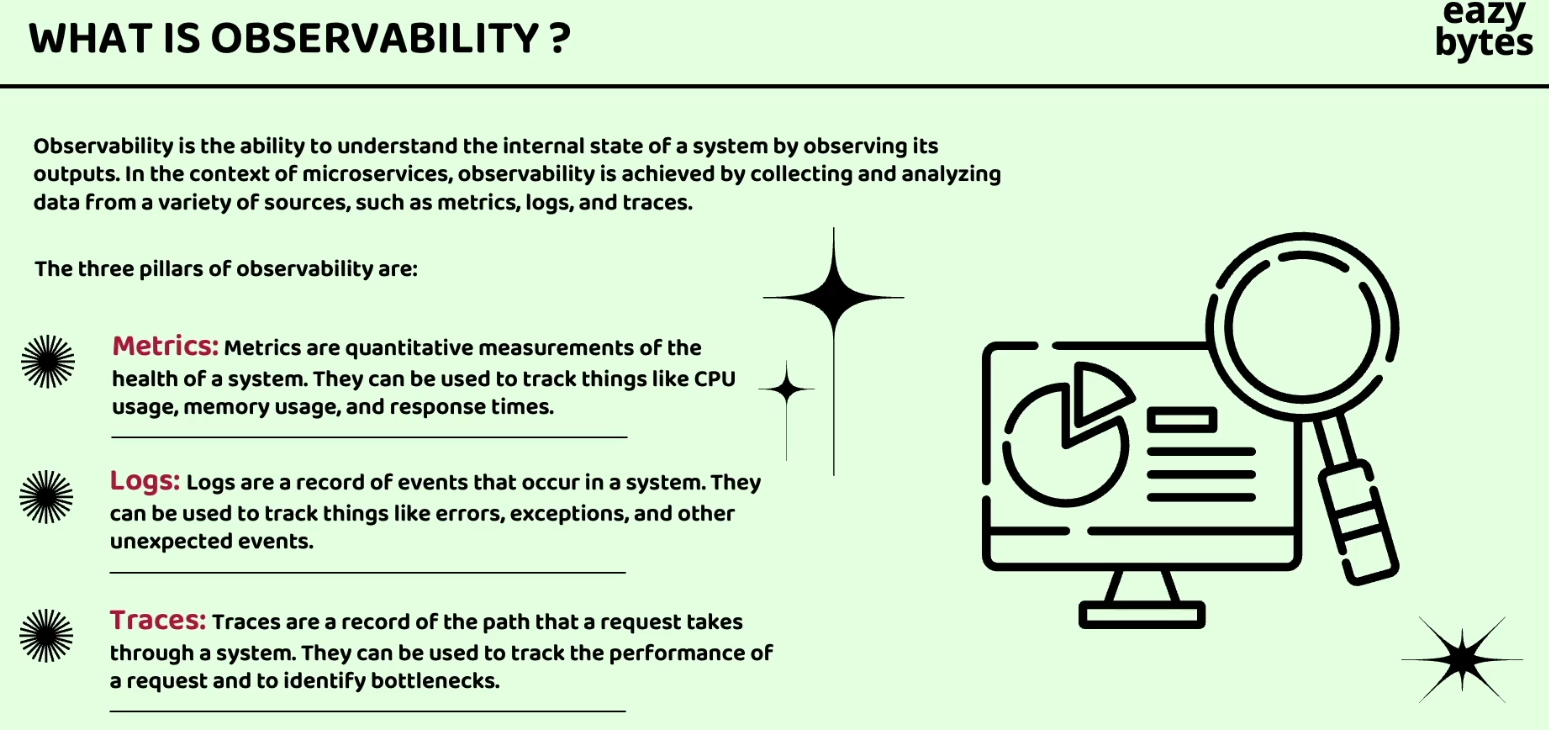 WHAT IS OBSERVABILITY ?
eazy
bytes
Observability is the ability to understand the internal state of a system by observing its
outputs. In the context of microservices, observability is achieved by collecting and analyzing
data from a variety of sources, such as metrics, logs, and traces.
The three pillars of observability are:
Metrics: Metrics are quantitative measurements of the
health of a system. They can be used to track things like CPU
usage, memory usage, and response times.
Logs: Logs are a record of events that occur in a system. They
can be used to track things like errors, exceptions, and other
unexpected events.
Traces: Traces are a record of the path that a request takes
through a system. They can be used to track the performance of
a request and to identify bottlenecks.